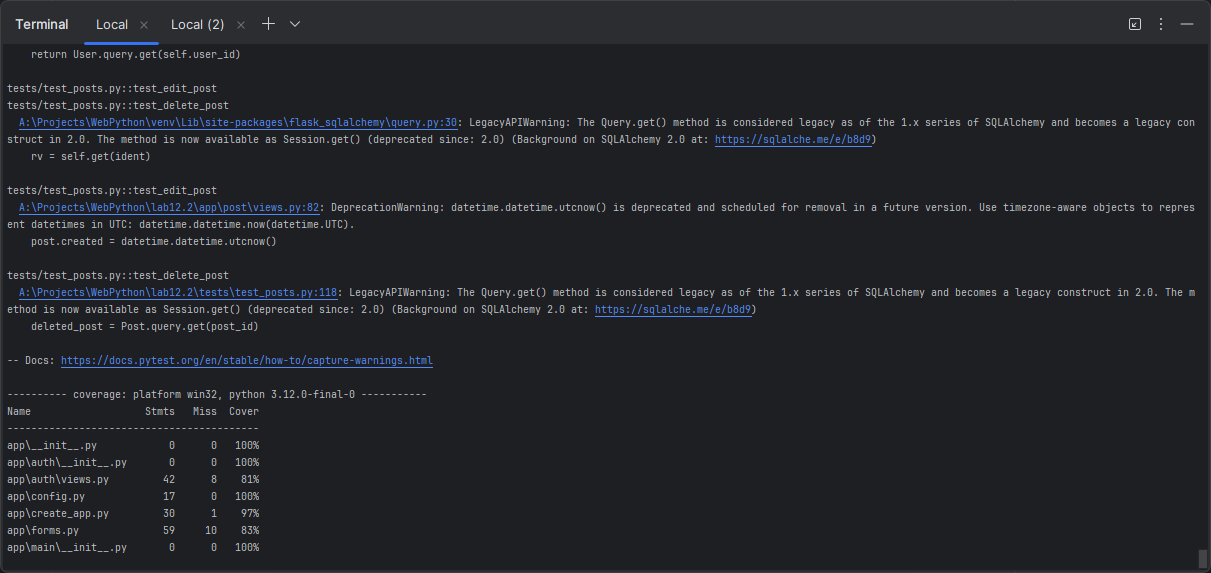 Terminal Local × Local (2) ×
return User.query.get(self.user_id)
tests/test_posts.py::test_edit_post
tests/test_posts.py::test_delete_post
A:\Projects\WebPython\venv\Lib\site-packages\flask_sqlalchemy\query.py:30: LegacyAPIWarning: The Query.get() method is considered legacy as of the 1.x series of SQLAlchemy and becomes a legacy con
struct in 2.0. The method is now available as Session.get() (deprecated since: 2.0) (Background on SQLAlchemy 2.0 at: https://sqlalche.me/e/b8d9)
rv = self.get(ident)
tests/test_posts.py::test_edit_post
A:\Projects\WebPython\lab12.2\app\post\views.py:82: DeprecationWarning: datetime.datetime.utcnow() is deprecated and scheduled for removal in a future version. Use timezone-aware objects to repres
ent datetimes in UTC: datetime.datetime.now(datetime.UTC).
post.created = datetime.datetime.utcnow()
tests/test_posts.py::test_delete_post
A:\Projects\WebPython\lab12.2\tests\test_posts.py:118: LegacyAPIWarning: The Query.get() method is considered legacy as of the 1.x series of SQLAlchemy and becomes a legacy construct in 2.0. The m
ethod is now available as Session.get() (deprecated since: 2.0) (Background on SQLAlchemy 2.0 at: https://sqlalche.me/e/b8d9)
deleted_post = Post.query.get(post_id)
-- Docs: https://docs.pytest.org/en/stable/how-to/capture-warnings.html
---------- coverage: platform win32, python 3.12.0-final-0 -----------
Name Stmts Miss Cover
------------------------------------------
app\__init__.py 0 0 100%
app\auth\__init__.py 0 0 100%
app\auth\views.py 42 8 81%
app\config.py 17 0 100%
app\create_app.py 30 1 97%
app\forms.py 59 10 83%
app\main\__init__.py 0 0 100%